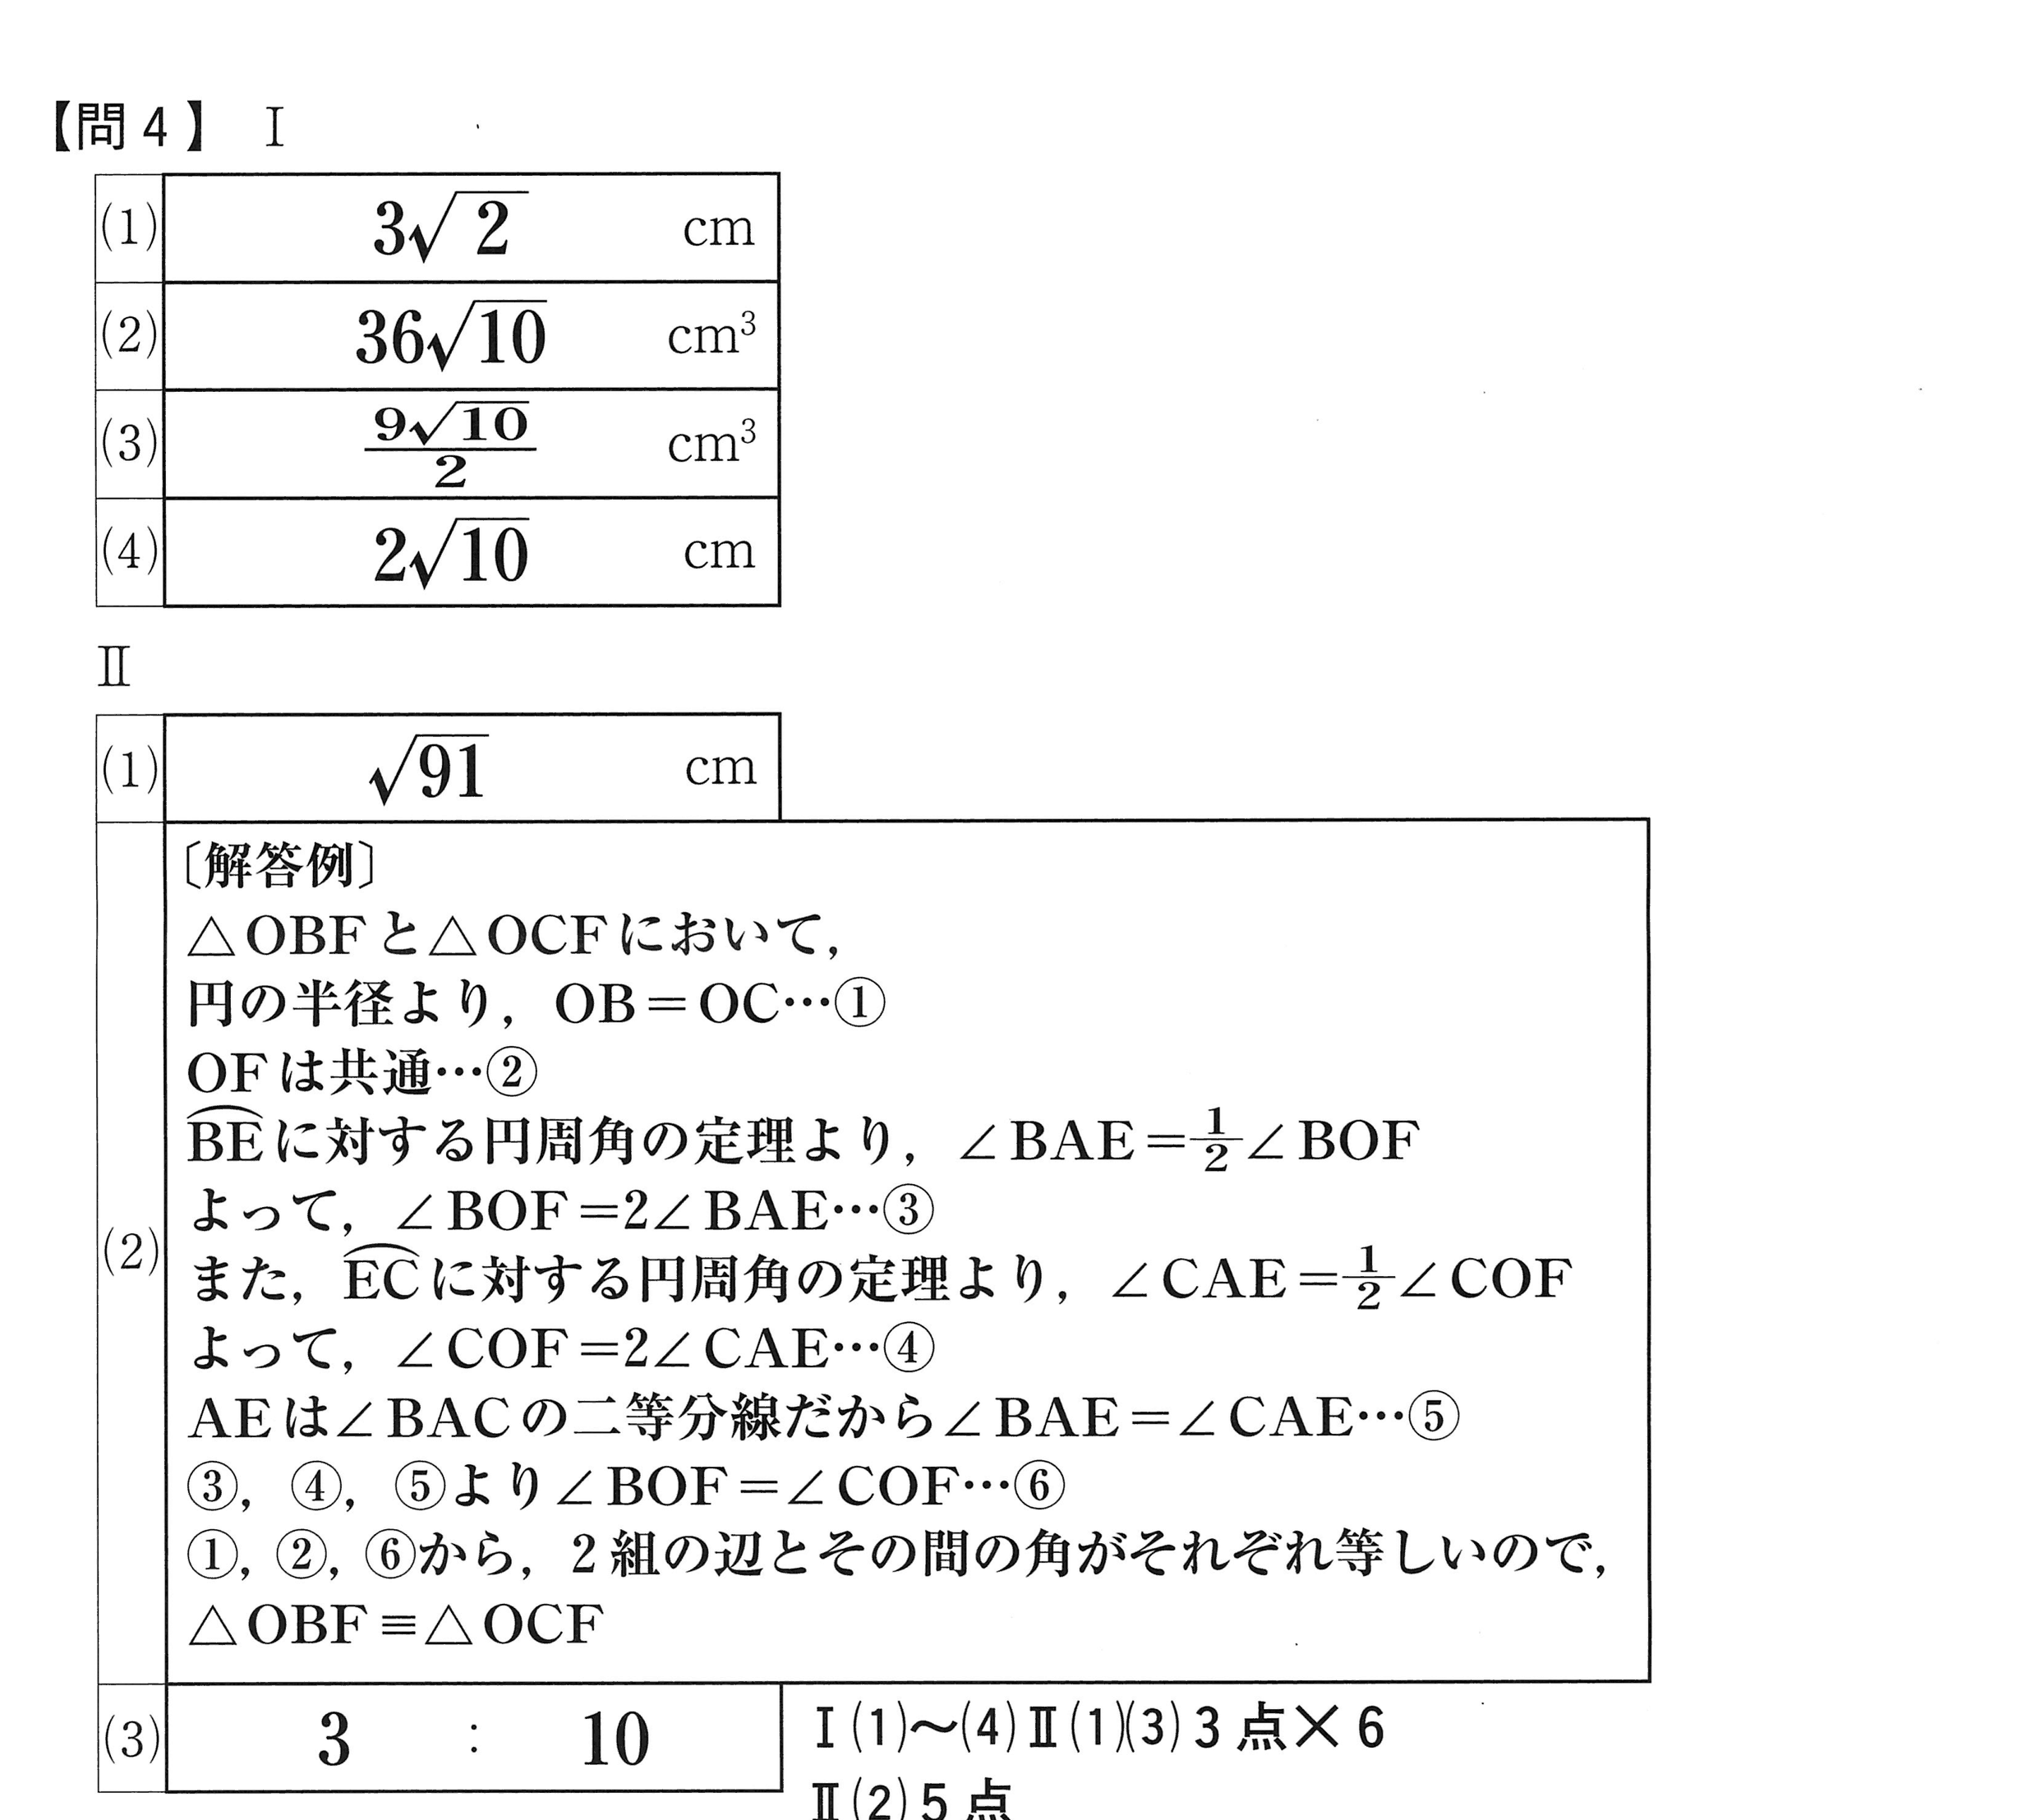 【問4】 Ⅰ
(1) 3√2 cm
(2) 36√10 cm³
(3) 9√10/2 cm³
(4) 2√10 cm
Ⅱ
(1) √91 cm
(2)
〔解答例〕
△OBFと△OCFにおいて,
円の半径より, OB=OC…①
OFは共通…②
B͡Eに対する円周角の定理より, ∠BAE=1/2∠BOF
よって, ∠BOF=2∠BAE…③
また, E͡Cに対する円周角の定理より, ∠CAE=1/2∠COF
よって, ∠COF=2∠CAE…④
AEは∠BACの二等分線だから∠BAE=∠CAE…⑤
③, ④, ⑤より∠BOF=∠COF…⑥
①, ②, ⑥から, 2組の辺とその間の角がそれぞれ等しいので,
△OBF≡△OCF
(3) 3 : 10
Ⅰ(1)〜(4)Ⅱ(1)(3)3点×6
Ⅱ(2)5点